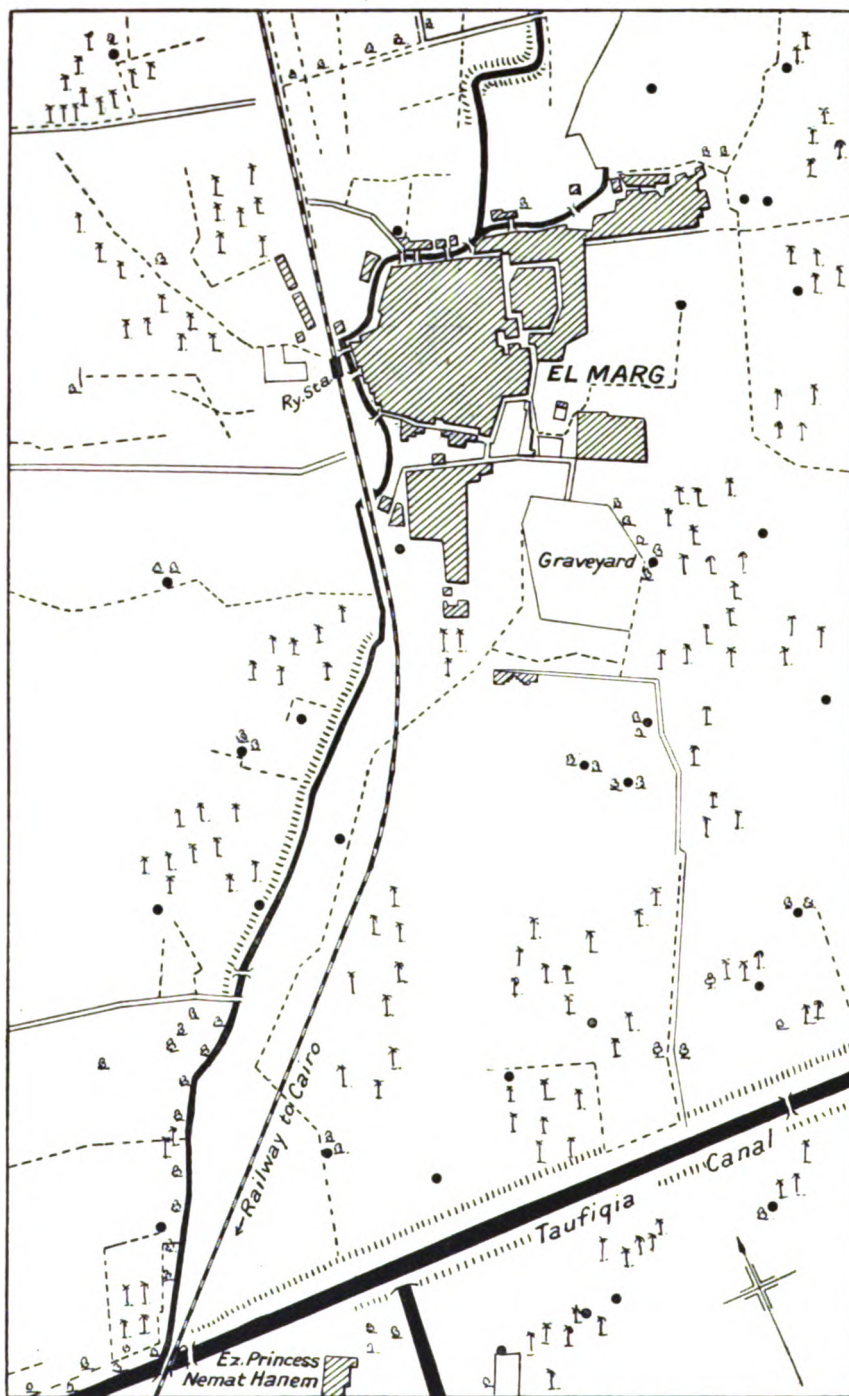 EL MARG
Ry. Sta.
Graveyard
←Railway to Cairo
Taufiqia Canal
Ez. Princess
Nemat Hanem